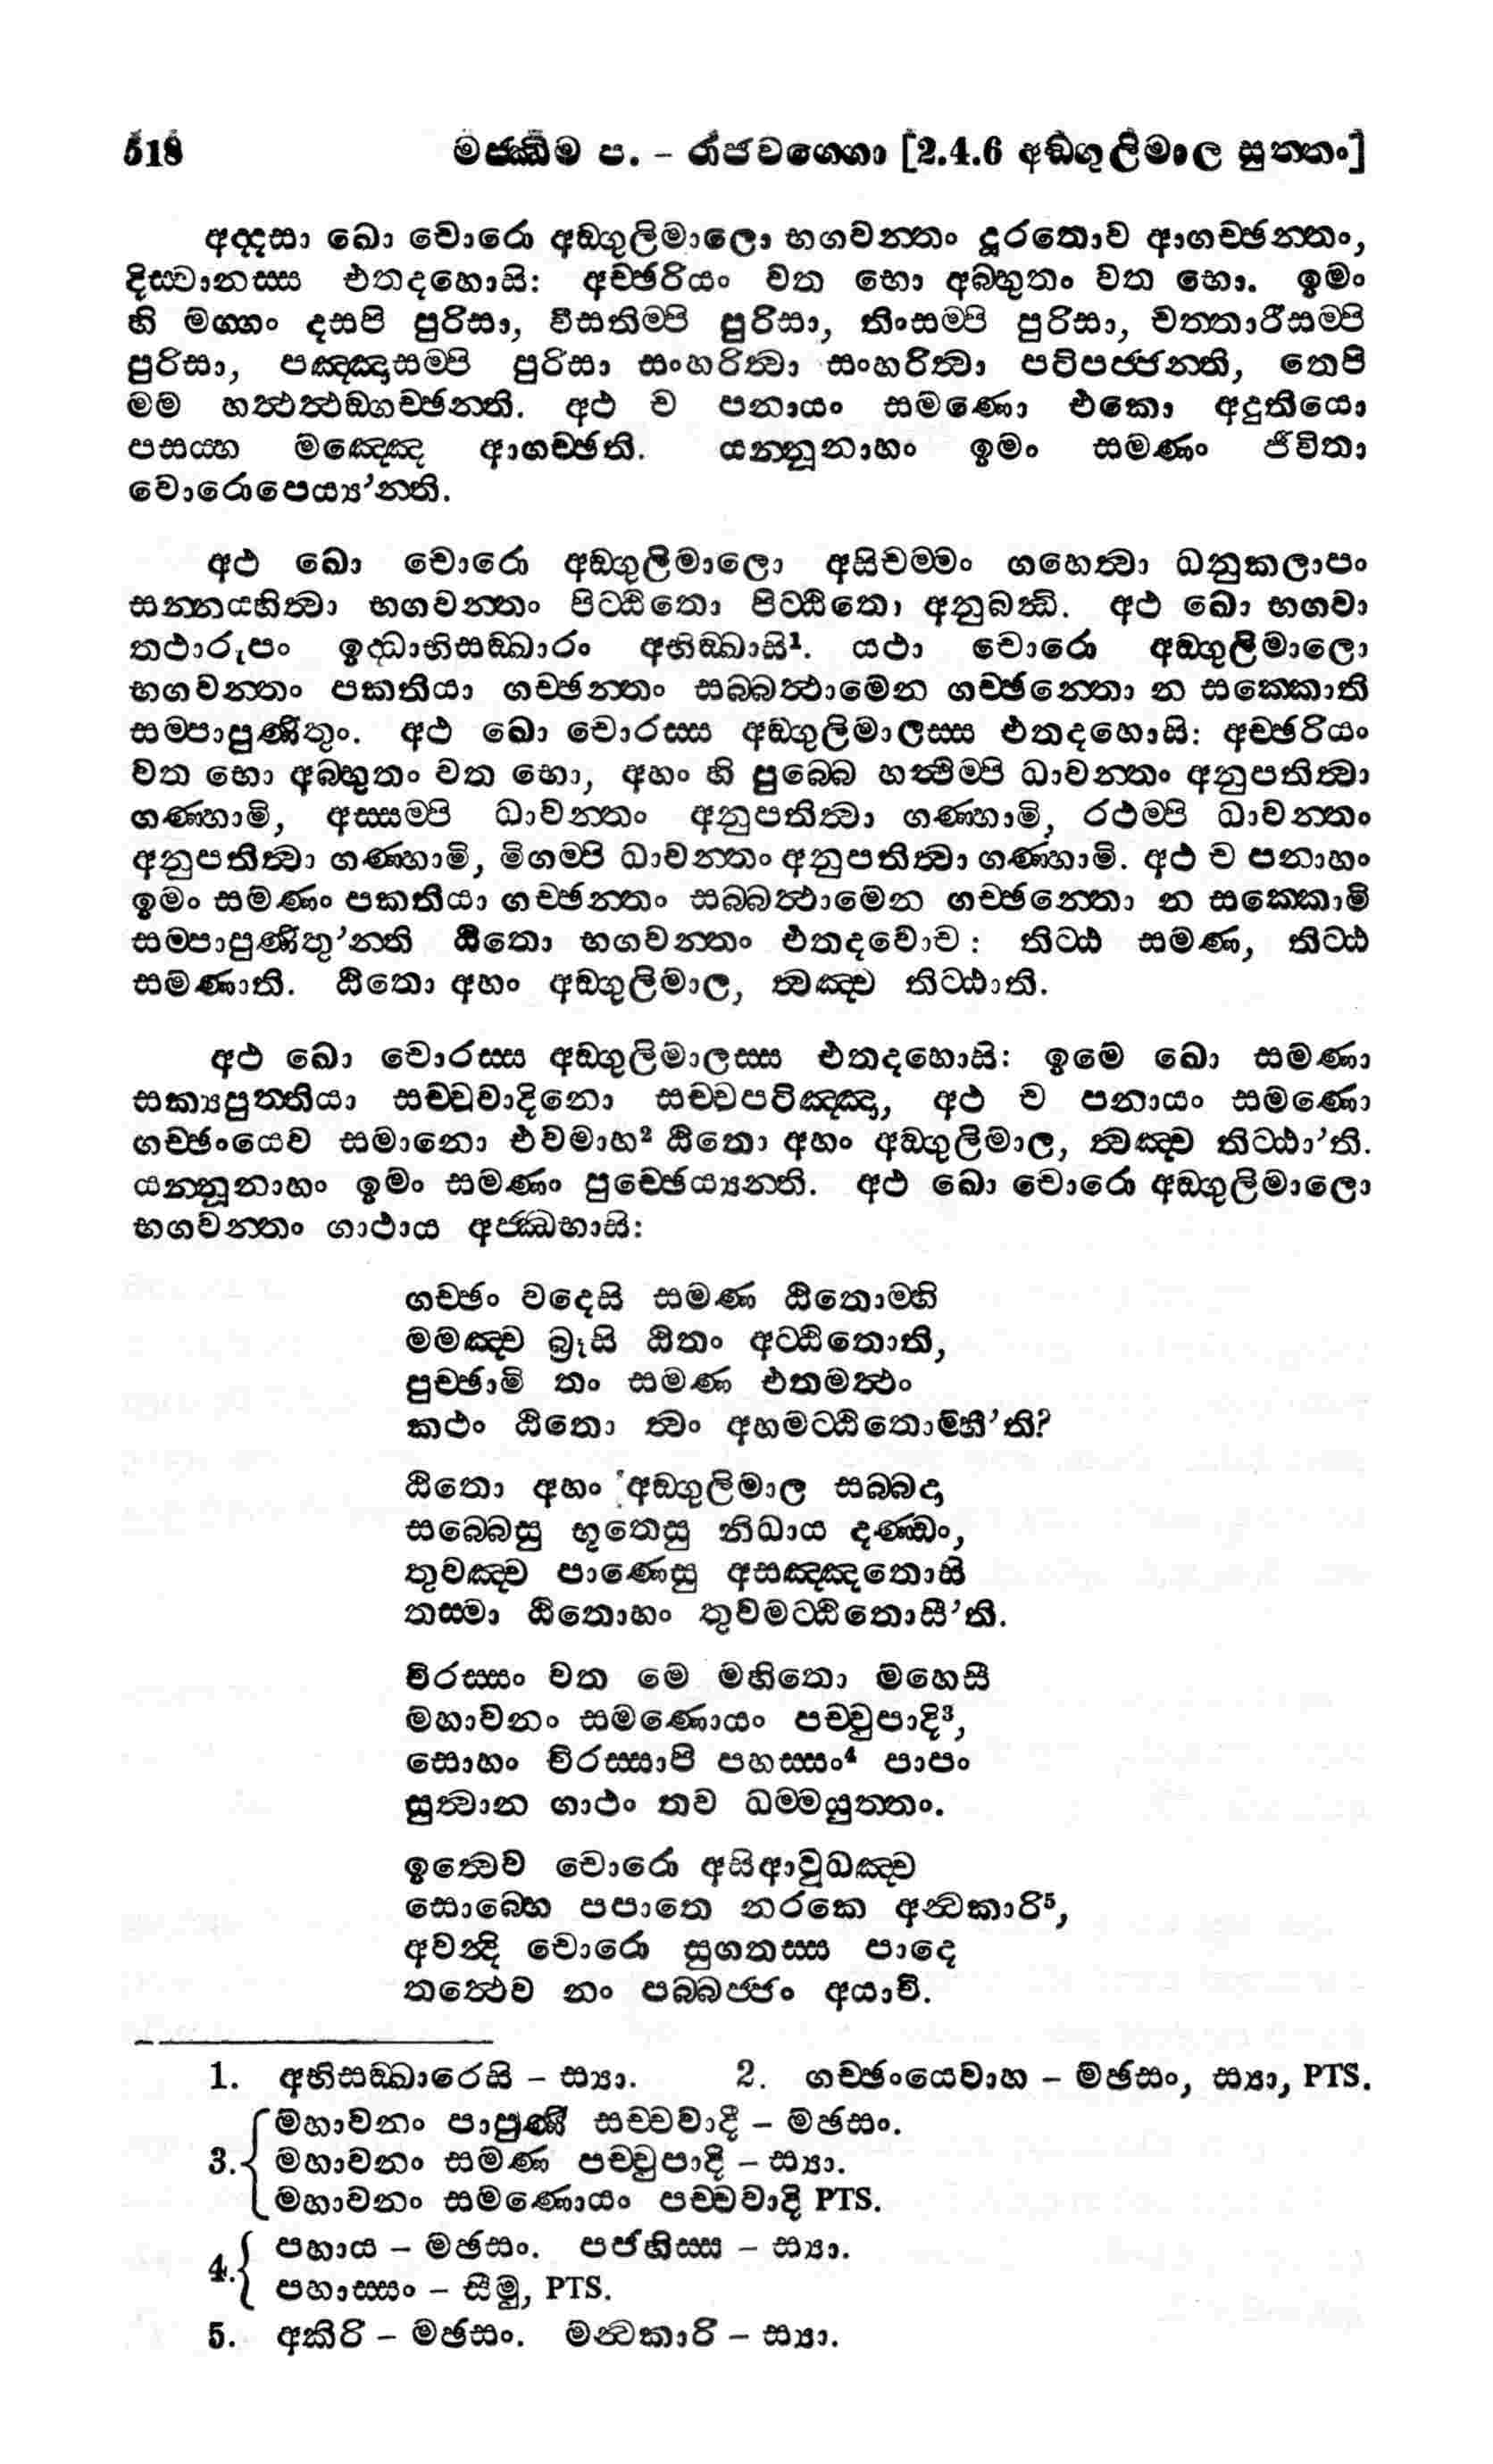 518 මජ්ඣිම ප. – රාජවග්ගො [2.4.6 අඞ්ගුලිමාල සුත්තං]
අද්දසා ඛො චොරො අඞ්ගුලිමාලො භගවන්තං දූරතොව ආගච්ඡන්තං,
දිස්වානස්ස එතදහොසි: අච්ඡරියං වත භො අබ්භුතං වත භො. ඉමං
හි මග්ගං දසපි පුරිසා, වීසතිම්පි පුරිසා, තිංසම්පි පුරිසා, චත්තාරීසම්පි
පුරිසා, පඤ්ඤාසම්පි පුරිසා සංහරිත්වා සංහරිත්වා පටිපජ්ජන්ති, තෙපි
මම හත්ථත්ථඞ්ගච්ඡන්ති. අථ ච පනායං සමණො එකො අදුතියො
පසය්හ මඤ්ඤෙ ආගච්ඡති. යන්නූනාහං ඉමං සමණං ජීවිතා
වොරොපෙය්‍ය’න්ති.
අථ ඛො චොරො අඞ්ගුලිමාලො අසිචම්මං ගහෙත්වා ධනුකලාපං
සන්නය්හිත්වා භගවන්තං පිට්ඨිතො පිට්ඨිතො අනුබන්ධි. අථ ඛො භගවා
තථාරූපං ඉද්ධාභිසඞ්ඛාරං අභිඞ්ඛාසි¹. යථා චොරො අඞ්ගුලිමාලො
භගවන්තං පකතියා ගච්ඡන්තං සබ්බත්ථාමෙන ගච්ඡන්තො න සක්කොති
සම්පාපුණිතුං. අථ ඛො චොරස්ස අඞ්ගුලිමාලස්ස එතදහොසි: අච්ඡරියං
වත භො අබ්භුතං වත භො, අහං හි පුබ්බෙ හත්ථිම්පි ධාවන්තං අනුපතිත්වා
ගණ්හාමි, අස්සම්පි ධාවන්තං අනුපතිත්වා ගණ්හාමි, රථම්පි ධාවන්තං
අනුපතිත්වා ගණ්හාමි, මිගම්පි ධාවන්තං අනුපතිත්වා ගණ්හාමි. අථ ච පනාහං
ඉමං සමණං පකතියා ගච්ඡන්තං සබ්බත්ථාමෙන ගච්ඡන්තො න සක්කොමි
සම්පාපුණිතු’න්ති ඨිතො භගවන්තං එතදවොච: තිට්ඨ සමණ, තිට්ඨ
සමණාති. ඨිතො අහං අඞ්ගුලිමාල, ත්වඤ්ච තිට්ඨාති.
අථ ඛො චොරස්ස අඞ්ගුලිමාලස්ස එතදහොසි: ඉමේ ඛො සමණා
සක්‍යපුත්තියා සච්චවාදිනො සච්චපටිඤ්ඤා, අථ ච පනායං සමණො
ගච්ඡංයෙව සමානො එවමාහ² ඨිතො අහං අඞ්ගුලිමාල, ත්වඤ්ච තිට්ඨා’ති.
යන්නූනාහං ඉමං සමණං පුච්ඡෙය්‍යන්ති. අථ ඛො චොරො අඞ්ගුලිමාලො
භගවන්තං ගාථාය අජ්ඣභාසි:
ගච්ඡං වදෙසි සමණ ඨිතොම්හි
මමඤ්ච බ්‍රූසි ඨිතං අට්ඨිතොති,
පුච්ඡාමි තං සමණ එතමත්ථං
කථං ඨිතො ත්වං අහමට්ඨිතොම්හී’ති?
ඨිතො අහං අඞ්ගුලිමාල සබ්බදා
සබ්බෙසු භූතෙසු නිධාය දණ්ඩං,
තුවඤ්ච පාණෙසු අසඤ්ඤතොසි
තස්මා ඨිතොහං තුවමට්ඨිතොසී’ති.
චිරස්සං වත මෙ මහිතො මහෙසී
මහාවනං සමණොයං පච්චුපාදි³,
සොහං චිරස්සාපි පහස්සං⁴ පාපං
සුත්වාන ගාථං තව ධම්මයුත්තං.
ඉත්වෙව චොරො අසිආවුධඤ්ච
සොබ්භෙ පපාතෙ නරකෙ අන්වකාරි⁵,
අවන්දි චොරො සුගතස්ස පාදෙ
තත්ථෙව නං පබ්බජ්ජං අයාචි.
1. අභිසඞ්ඛාරෙසි – ස්‍යා. 2. ගච්ඡංයෙවාහ – මඡසං, ස්‍යා, PTS.
3. මහාවනං පාපුණී සච්චවාදී – මඡසං.
මහාවනං සමණ පච්චුපාදි – ස්‍යා.
මහාවනං සමණොයං පච්චවාදි PTS.
4. පහාය – මඡසං. පජහිස්ස – ස්‍යා.
පහාස්සං – සීමු, PTS.
5. අකිරි – මඡසං. මන්වකාරි – ස්‍යා.